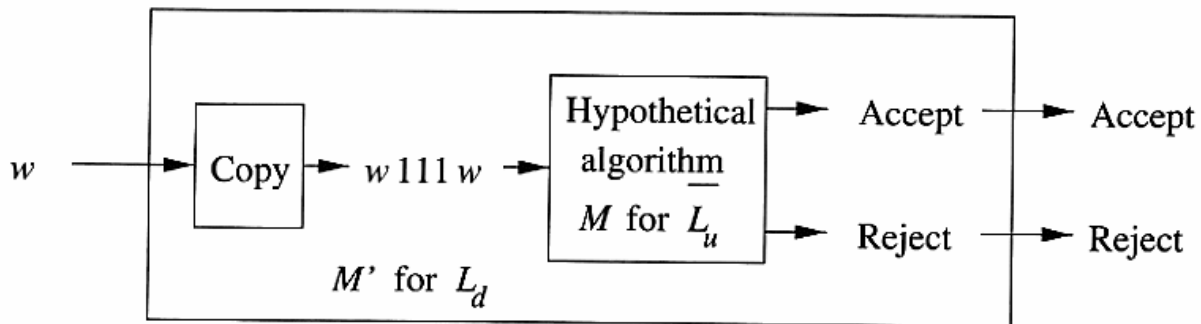 w
Copy
w 111 w
Hypothetical
algorithm
M for L̅u
Accept
Accept
Reject
Reject
M’ for Ld